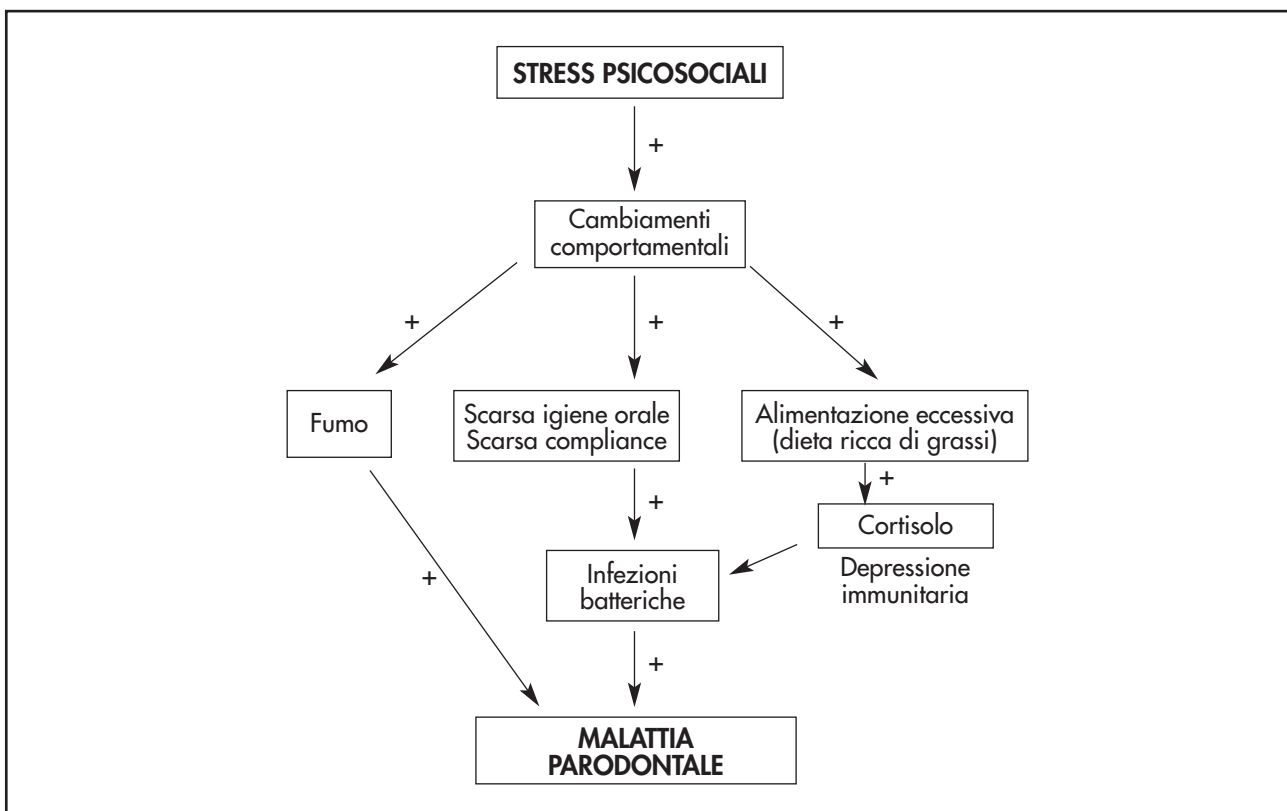 STRESS PSICOSOCIALI
+
Cambiamenti
comportamentali
+
+
+
Fumo
Scarsa igiene orale
Scarsa compliance
Alimentazione eccessiva
(dieta ricca di grassi)
+
+
Cortisolo
Depressione
immunitaria
Infezioni
batteriche
+
+
MALATTIA
PARODONTALE